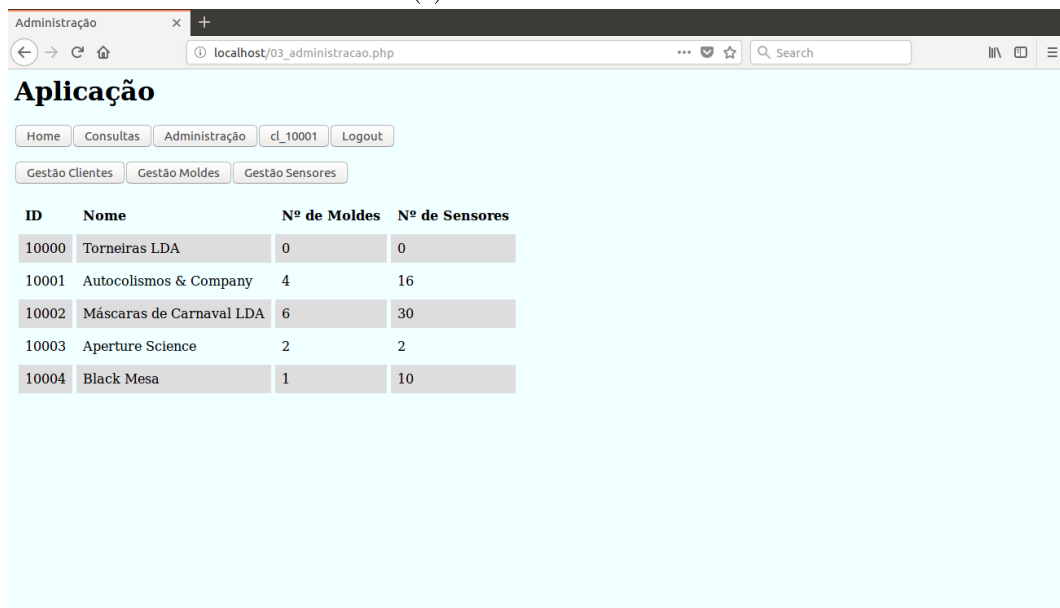 Administração
localhost/03_administracao.php
Search
Aplicação
Home Consultas Administração cl_10001 Logout
Gestão Clientes Gestão Moldes Gestão Sensores
ID Nome Nº de Moldes Nº de Sensores
10000 Torneiras LDA 0 0
10001 Autocolismos & Company 4 16
10002 Máscaras de Carnaval LDA 6 30
10003 Aperture Science 2 2
10004 Black Mesa 1 10